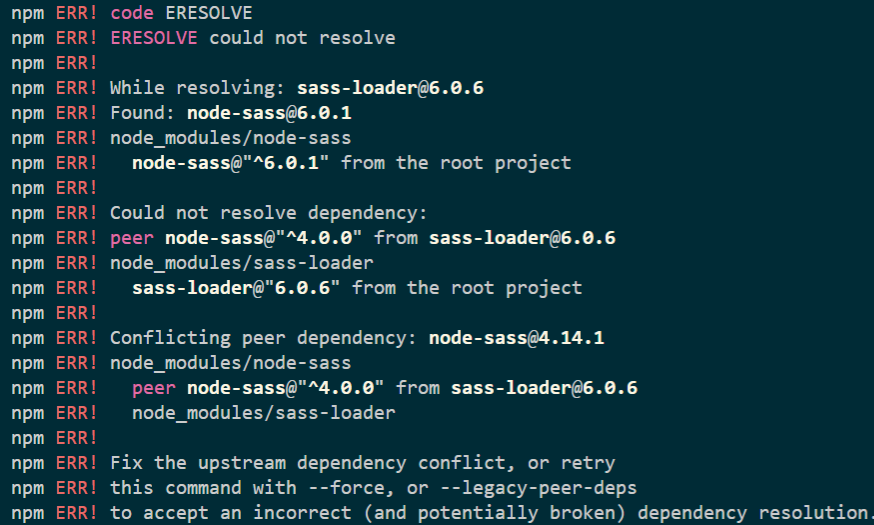 npm ERR! code ERESOLVE
npm ERR! ERESOLVE could not resolve
npm ERR!
npm ERR! While resolving: sass-loader@6.0.6
npm ERR! Found: node-sass@6.0.1
npm ERR! node_modules/node-sass
npm ERR!   node-sass@"^6.0.1" from the root project
npm ERR!
npm ERR! Could not resolve dependency:
npm ERR! peer node-sass@"^4.0.0" from sass-loader@6.0.6
npm ERR! node_modules/sass-loader
npm ERR!   sass-loader@"6.0.6" from the root project
npm ERR!
npm ERR! Conflicting peer dependency: node-sass@4.14.1
npm ERR! node_modules/node-sass
npm ERR!   peer node-sass@"^4.0.0" from sass-loader@6.0.6
npm ERR!   node_modules/sass-loader
npm ERR!
npm ERR! Fix the upstream dependency conflict, or retry
npm ERR! this command with --force, or --legacy-peer-deps
npm ERR! to accept an incorrect (and potentially broken) dependency resolution.